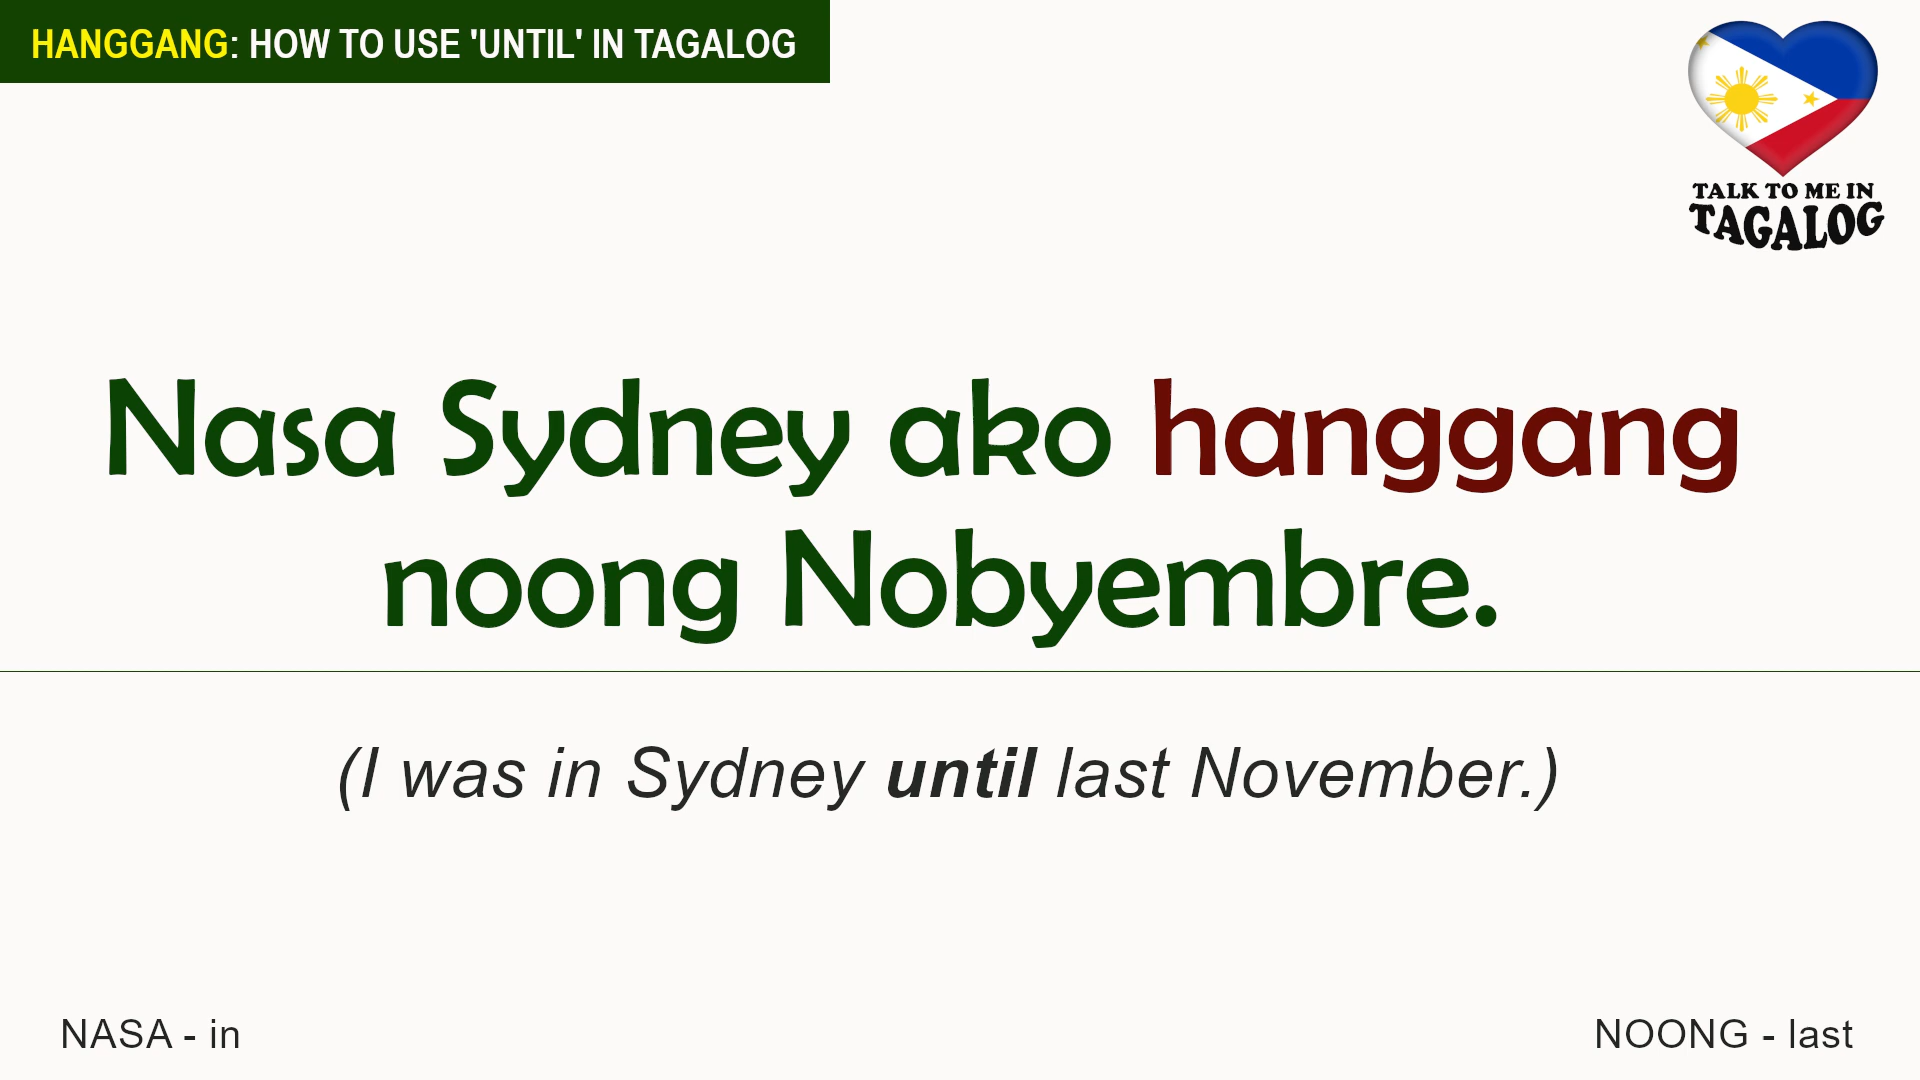 HANGGANG: HOW TO USE 'UNTIL' IN TAGALOG
TALK TO ME IN
TAGALOG
Nasa Sydney ako hanggang
noong Nobyembre.
(I was in Sydney until last November.)
NASA - in
NOONG - last